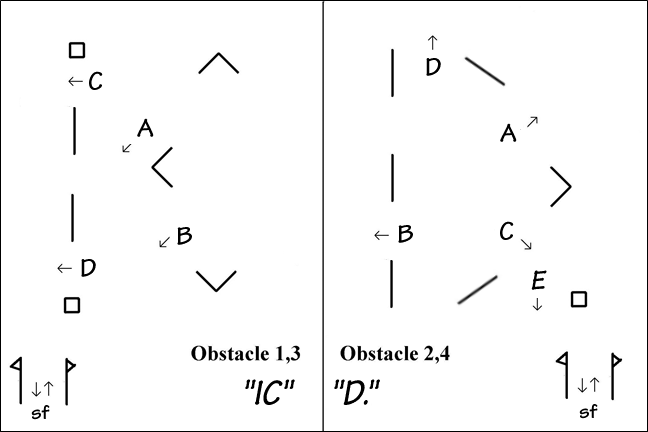 ← C
A
↙
↙ B
← D
↓↑
sf
Obstacle 1,3
"IC"
↑
D
A ↗
← B
C ↘
E
↓
↓↑
sf
Obstacle 2,4
"D."